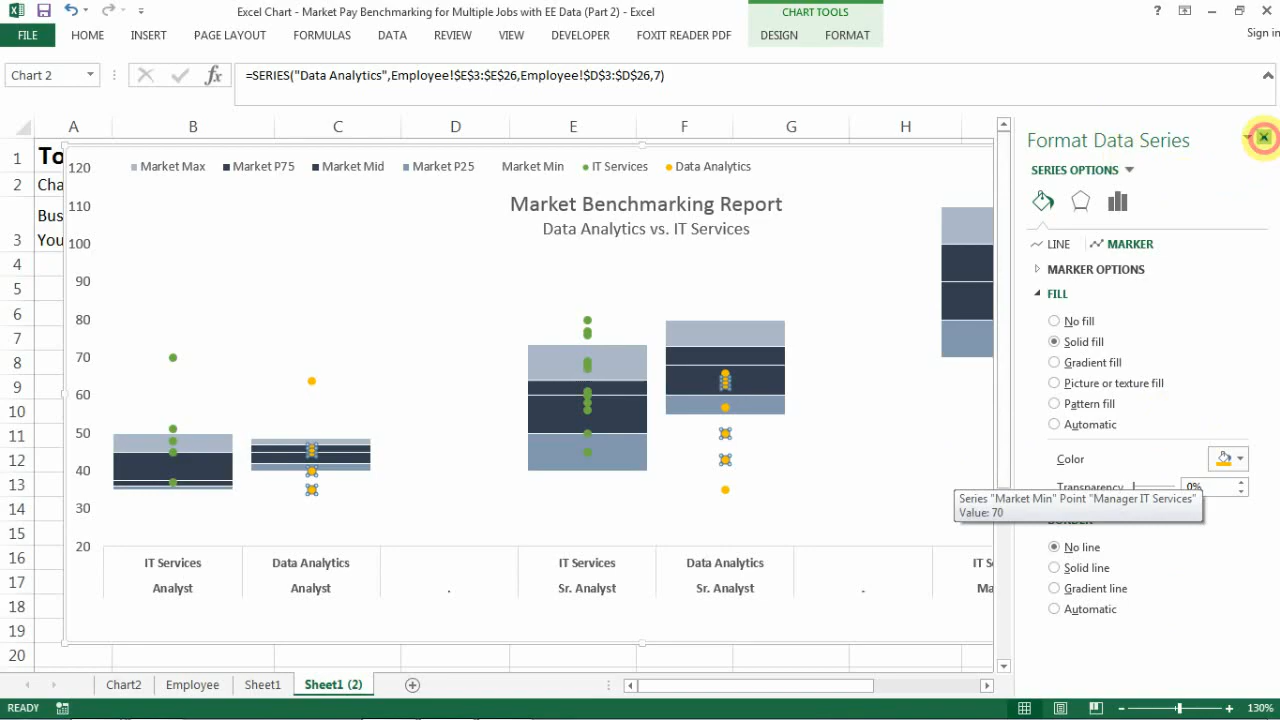 Excel Chart - Market Pay Benchmarking for Multiple Jobs with EE Data (Part 2) - Excel
CHART TOOLS
?
Sign in
FILE HOME INSERT PAGE LAYOUT FORMULAS DATA REVIEW VIEW DEVELOPER FOXIT READER PDF DESIGN FORMAT
Chart 2
fx
=SERIES("Data Analytics",Employee!$E$3:$E$26,Employee!$D$3:$D$26,7)
A B C D E F G H
1
2
3
4
5
6
7
8
9
10
11
12
13
14
15
16
17
18
19
20
To
Cha
Bus
You
Market Max Market P75 Market Mid Market P25 Market Min IT Services Data Analytics
Market Benchmarking Report
Data Analytics vs. IT Services
120
110
100
90
80
70
60
50
40
30
20
IT Services Data Analytics IT Services Data Analytics IT S
Analyst Analyst . Sr. Analyst Sr. Analyst . Ma
Format Data Series
SERIES OPTIONS
LINE MARKER
MARKER OPTIONS
FILL
No fill
Solid fill
Gradient fill
Picture or texture fill
Pattern fill
Automatic
Color
Transparency 0%
Series "Market Min" Point "Manager IT Services"
Value: 70
BORDER
No line
Solid line
Gradient line
Automatic
Chart2 Employee Sheet1 Sheet1 (2)
READY 130%